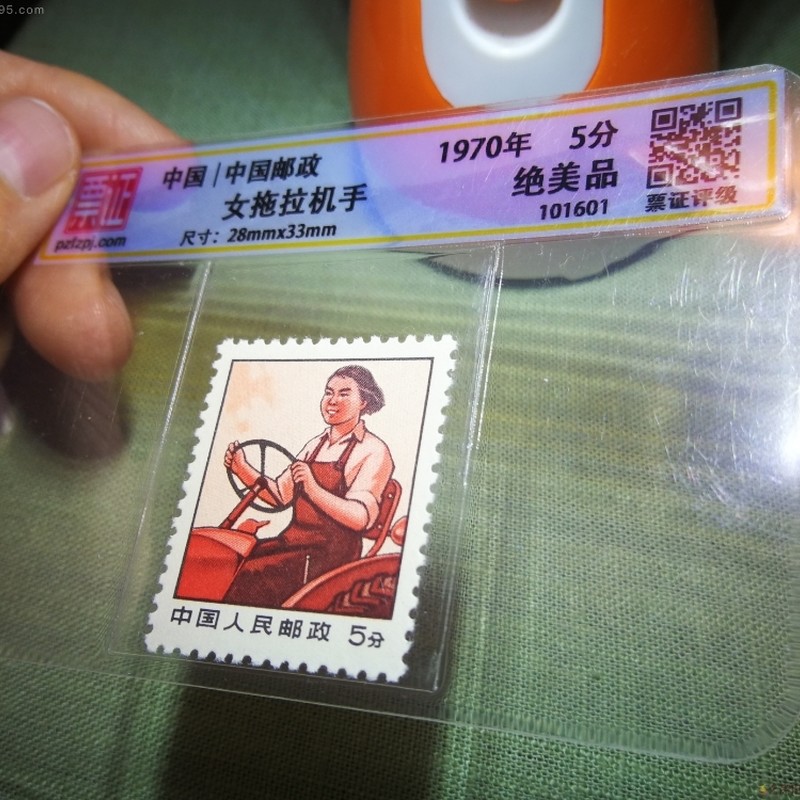 95.com
票证
pzfzpj.com
中国 | 中国邮政
女拖拉机手
尺寸：28mmx33mm
1970年 5分
绝美品
101601
票证评级
中国人民邮政 5分